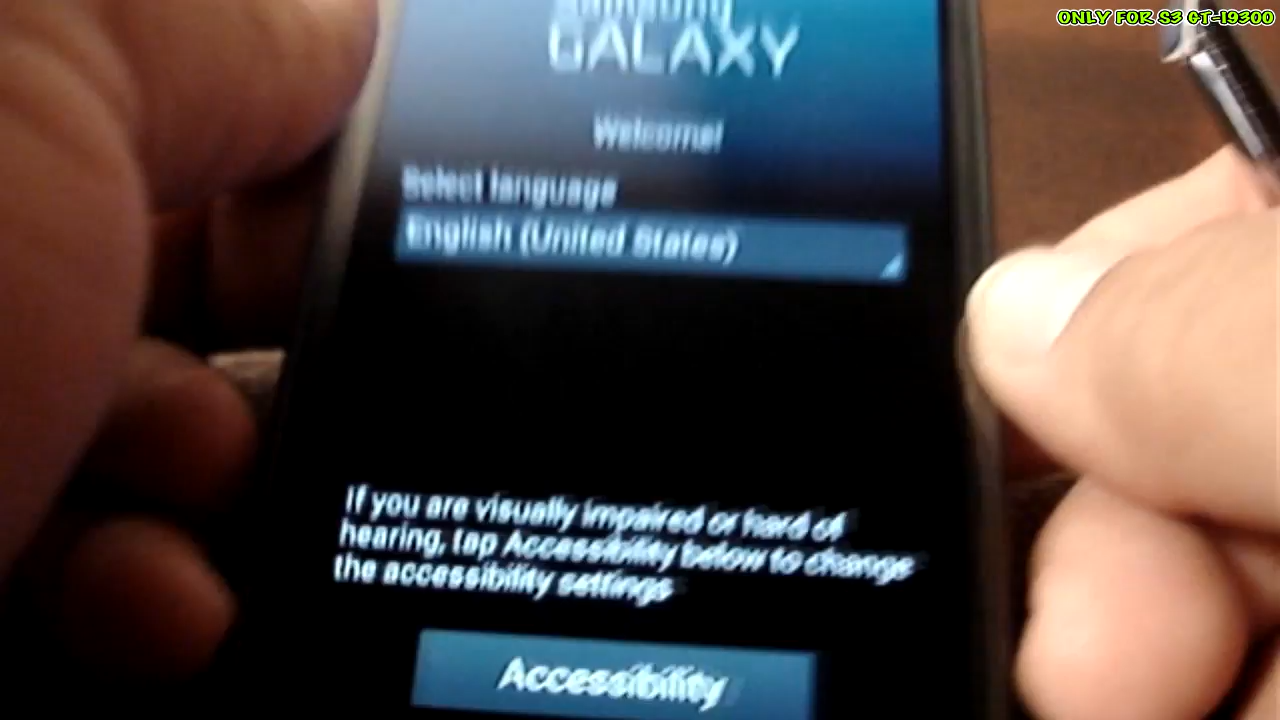 ONLY FOR S3 GT-I9300
Samsung
GALAXY
Welcome!
Select language
English (United States)
If you are visually impaired or hard of
hearing, tap Accessibility below to change
the accessibility settings
Accessibility